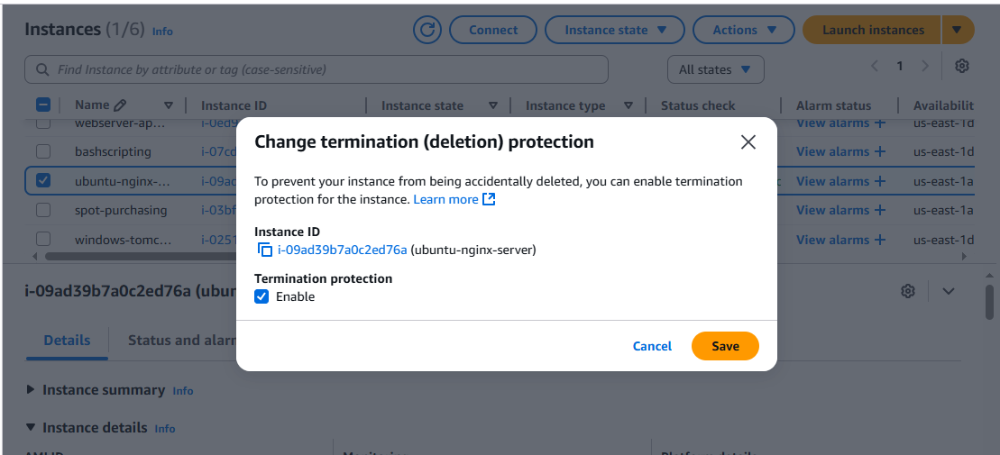 Instances (1/6) Info
Connect
Instance state
Actions
Launch instances
Find Instance by attribute or tag (case-sensitive)
All states
1
Name
Instance ID
Instance state
Instance type
Status check
Alarm status
Availabilit
webserver-ap... i-0ed9 View alarms + us-east-1d
bashscripting i-07cd View alarms + us-east-1d
ubuntu-nginx-... i-09ad View alarms + us-east-1a
spot-purchasing i-03bf View alarms + us-east-1a
windows-tomc... i-0251 View alarms + us-east-1d
Change termination (deletion) protection
To prevent your instance from being accidentally deleted, you can enable termination
protection for the instance. Learn more
Instance ID
i-09ad39b7a0c2ed76a (ubuntu-nginx-server)
Termination protection
Enable
Cancel
Save
i-09ad39b7a0c2ed76a (ubun
Details
Status and alarn
Instance summary Info
Instance details Info